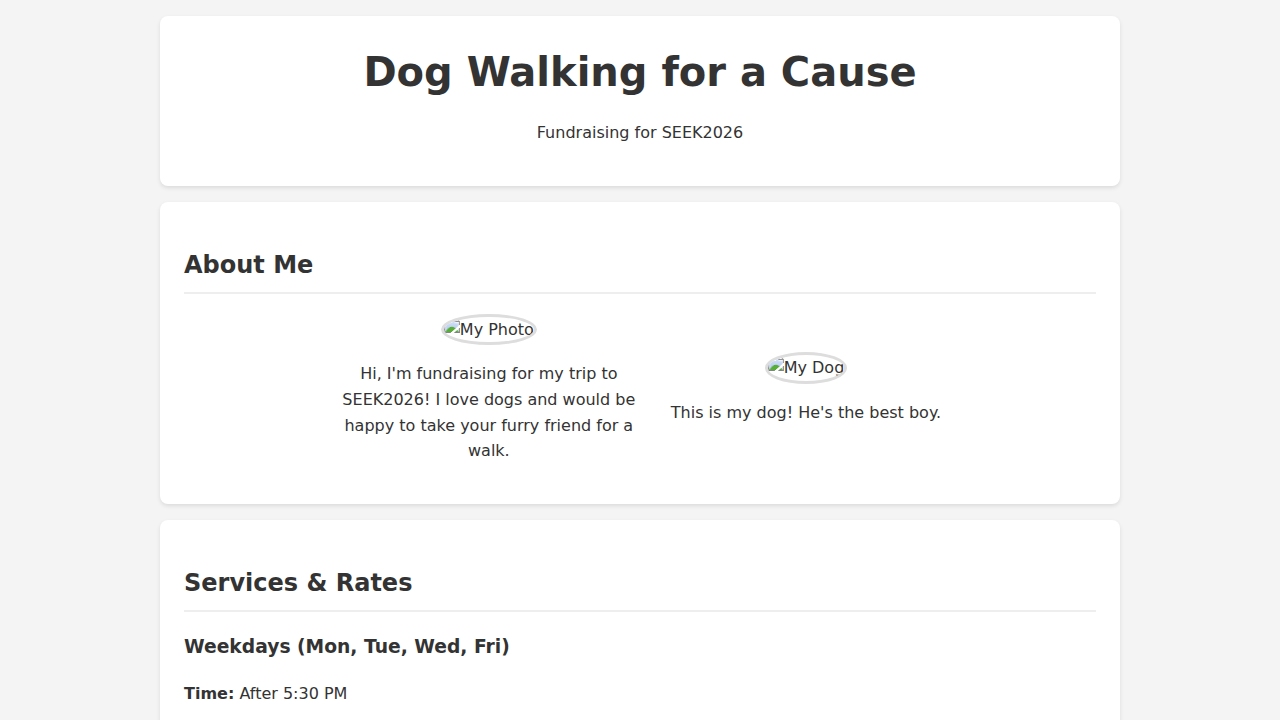 Dog Walking for a Cause
Fundraising for SEEK2026
About Me
My Photo
Hi, I'm fundraising for my trip to
SEEK2026! I love dogs and would be
happy to take your furry friend for a
walk.
My Dog
This is my dog! He's the best boy.
Services & Rates
Weekdays (Mon, Tue, Wed, Fri)
Time: After 5:30 PM